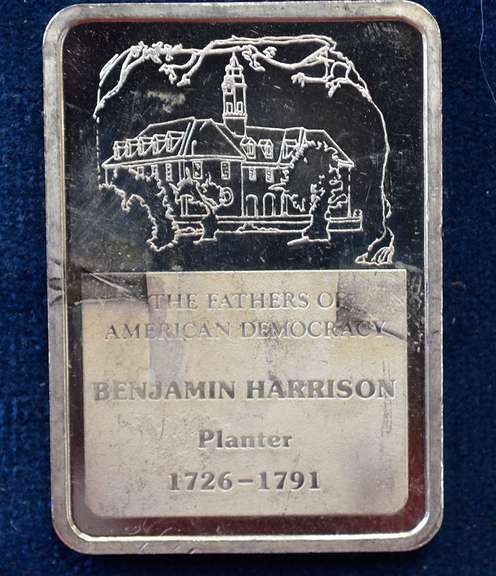 THE FATHERS OF
AMERICAN DEMOCRACY
BENJAMIN HARRISON
Planter
1726–1791